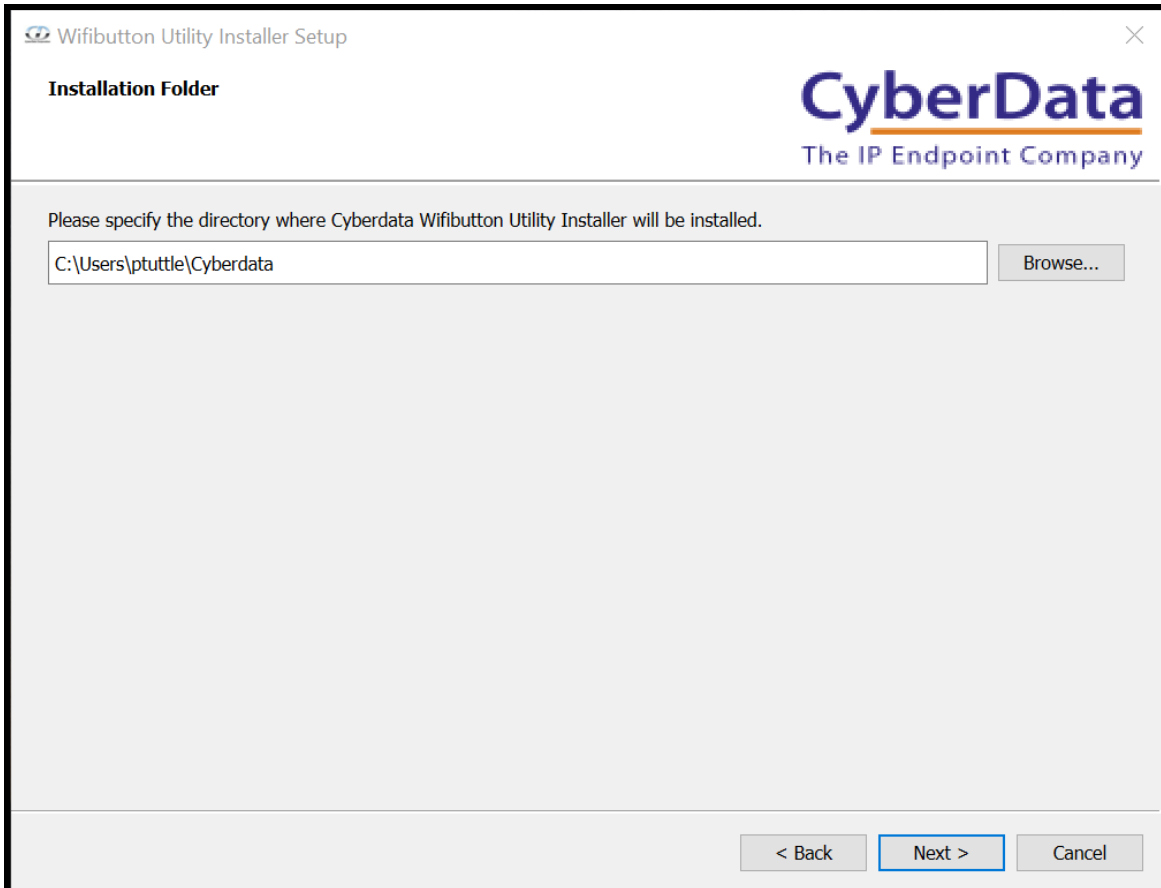 Wifibutton Utility Installer Setup
Installation Folder
CyberData
The IP Endpoint Company
Please specify the directory where Cyberdata Wifibutton Utility Installer will be installed.
C:\Users\ptuttle\Cyberdata
Browse...
< Back
Next >
Cancel